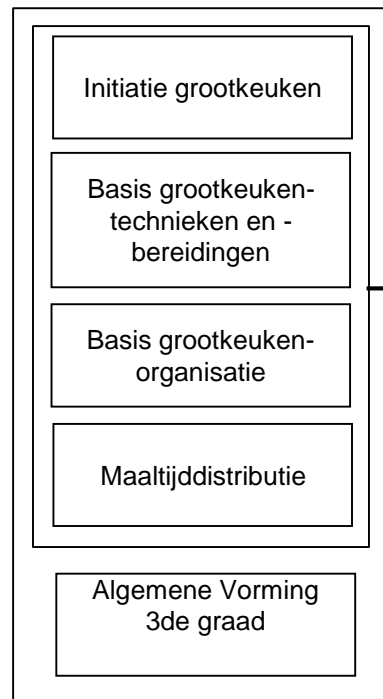 Initiatie grootkeuken
Basis grootkeuken-
technieken en -
bereidingen
Basis grootkeuken-
organisatie
Maaltijddistributie
Algemene Vorming
3de graad